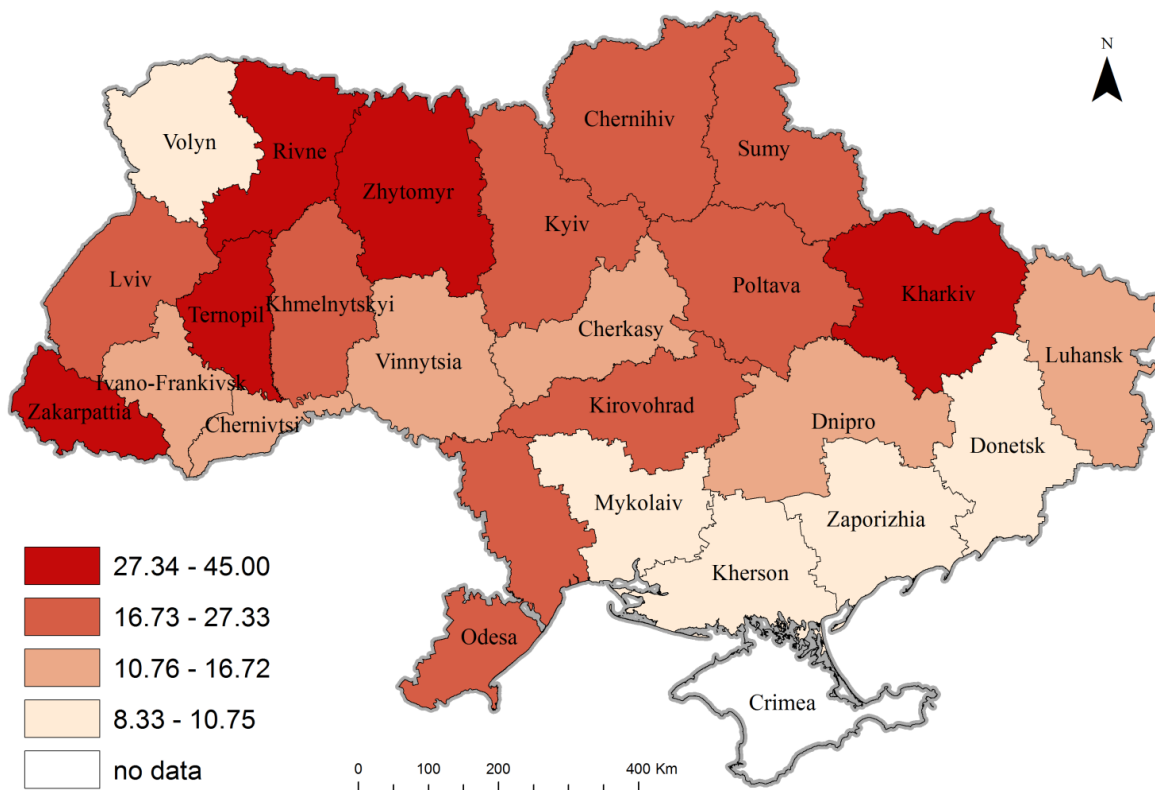 N
Chernihiv
Volyn
Rivne
Sumy
Zhytomyr
Kyiv
Lviv
Poltava
Kharkiv
Ternopil
Khmelnytskyi
Cherkasy
Luhansk
Vinnytsia
Ivano-Frankivsk
Zakarpattia
Kirovohrad
Chernivtsi
Dnipro
Donetsk
Mykolaiv
Zaporizhia
Kherson
Odesa
Crimea
27.34 - 45.00
16.73 - 27.33
10.76 - 16.72
8.33 - 10.75
no data
0 100 200 400 Km